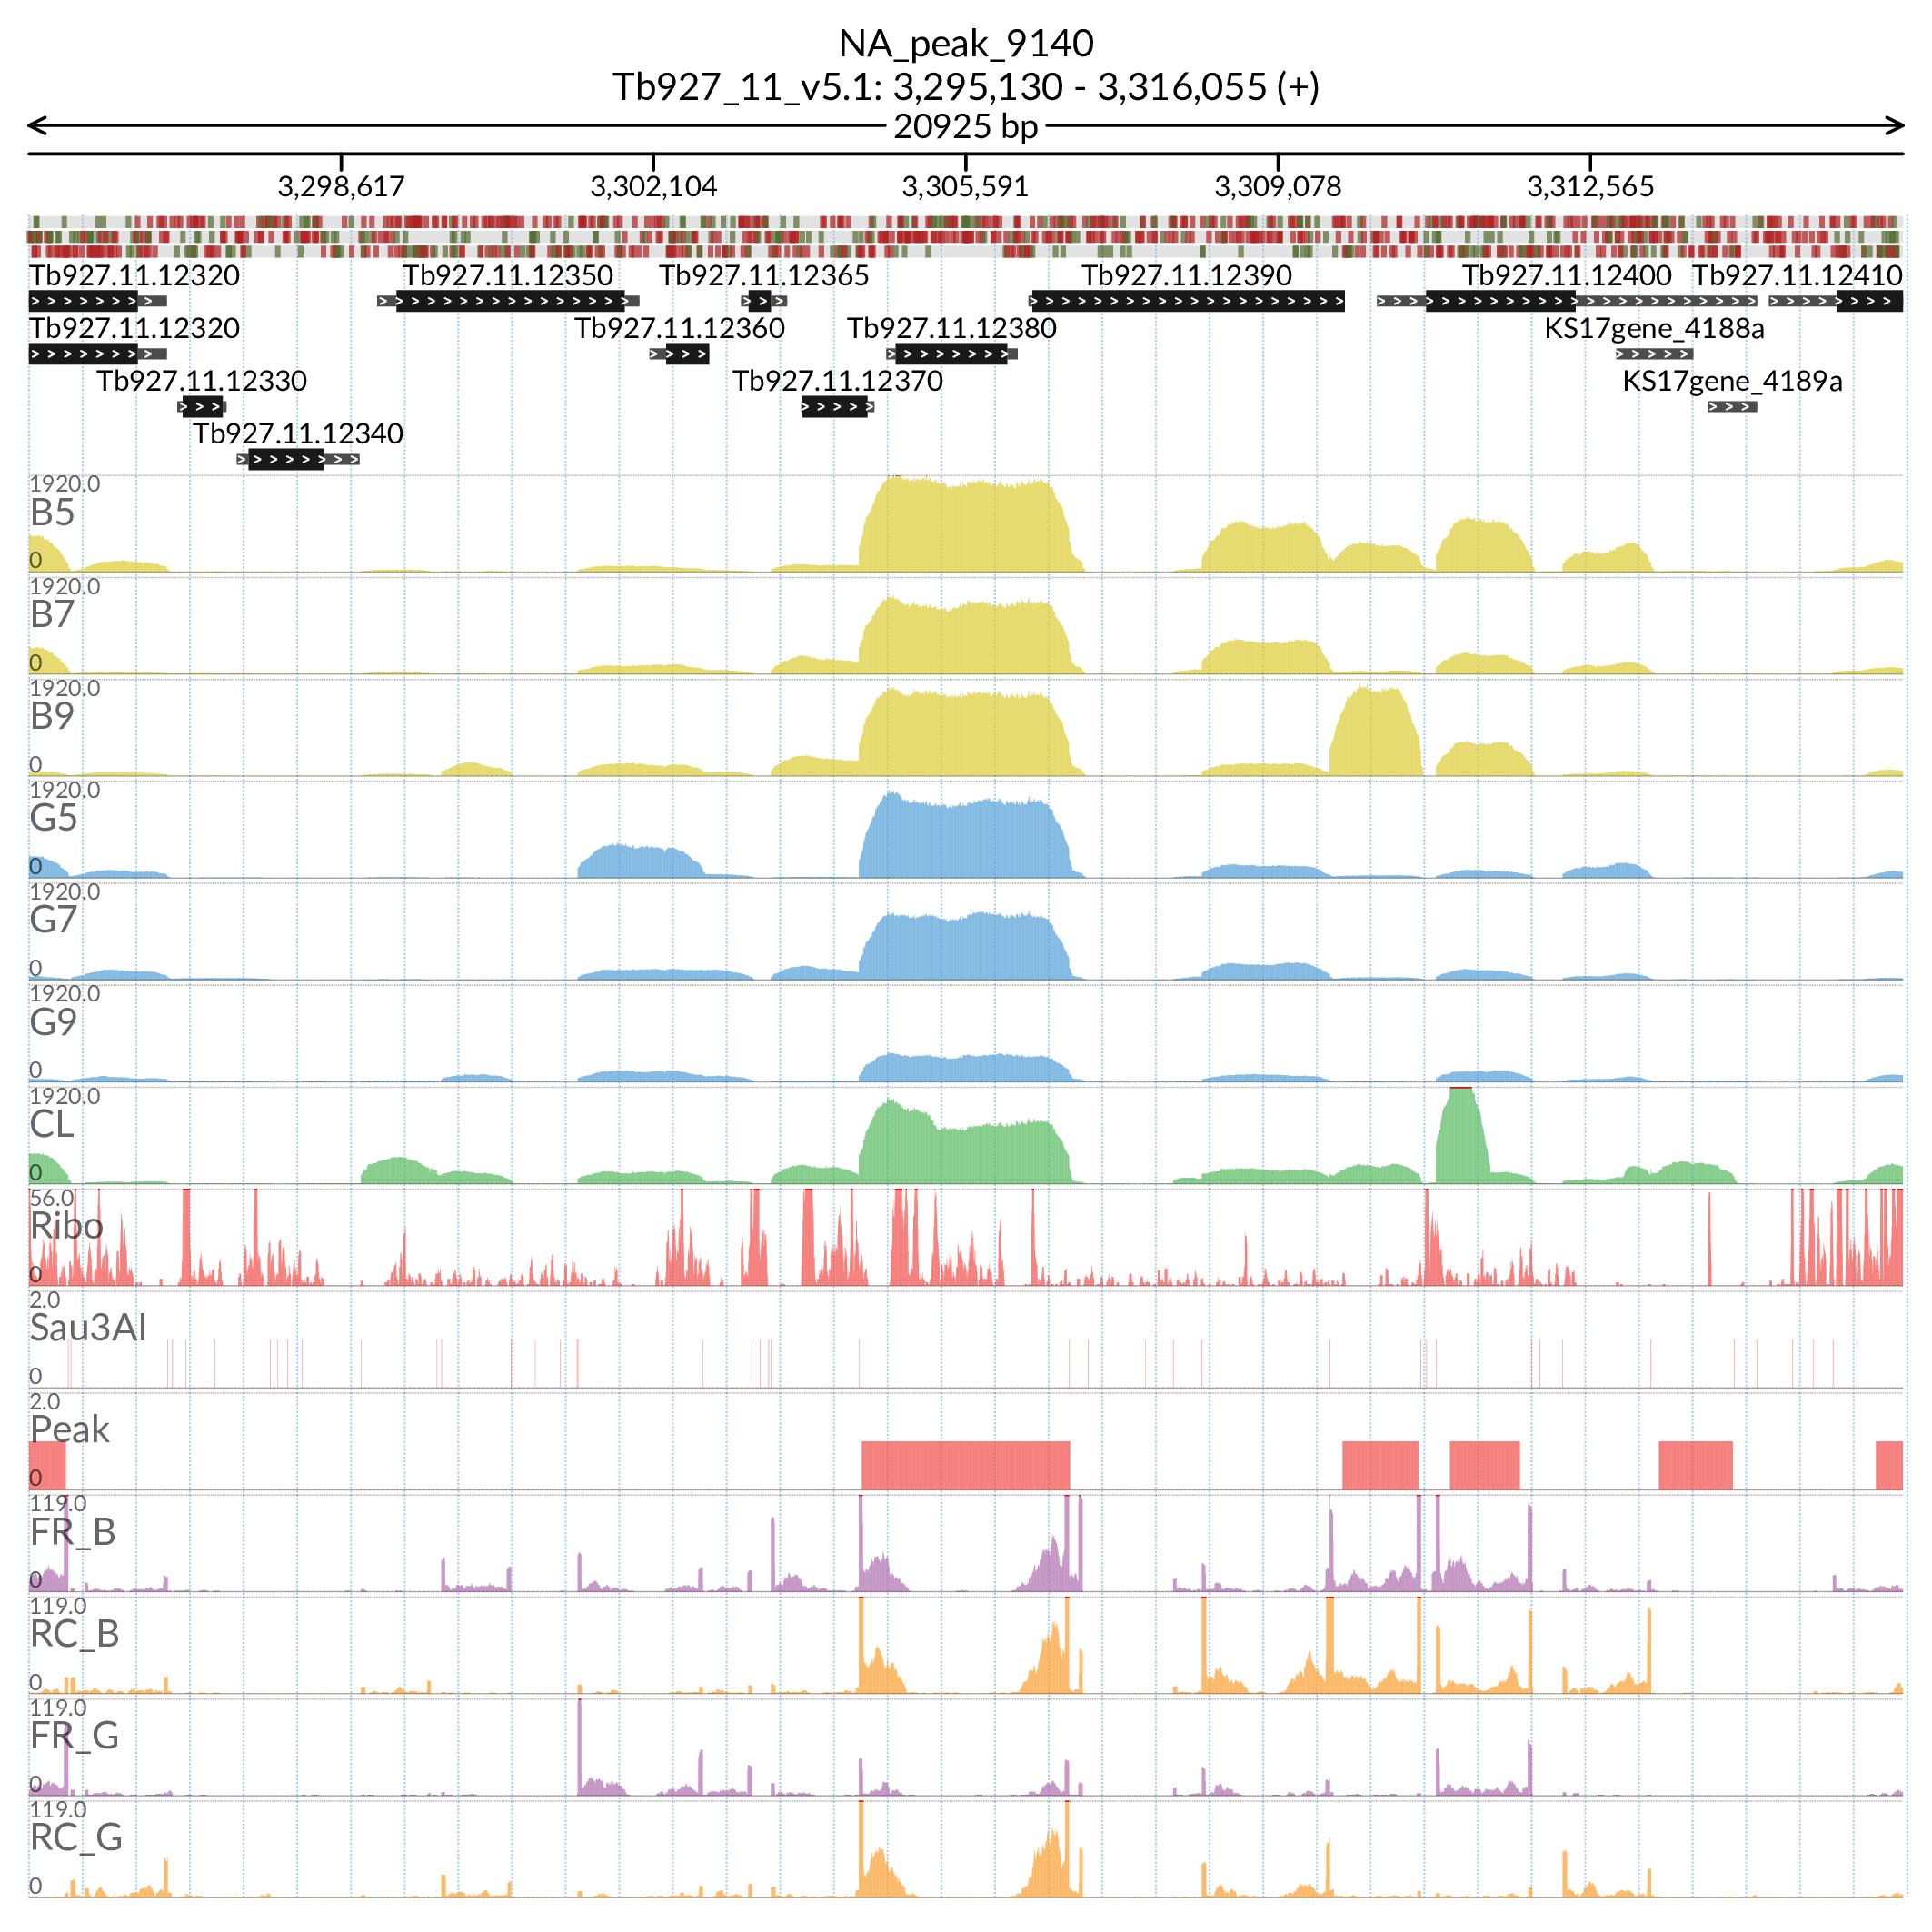 NA_peak_9140
Tb927_11_v5.1: 3,295,130 - 3,316,055 (+)
20925 bp
3,298,617 3,302,104 3,305,591 3,309,078 3,312,565
Tb927.11.12320 Tb927.11.12350 Tb927.11.12365 Tb927.11.12390 Tb927.11.12400 Tb927.11.12410
Tb927.11.12320 Tb927.11.12360 Tb927.11.12380 KS17gene_4188a
Tb927.11.12330 Tb927.11.12370 KS17gene_4189a
Tb927.11.12340
1920.0
B5
0
1920.0
B7
0
1920.0
B9
0
1920.0
G5
0
1920.0
G7
0
1920.0
G9
0
1920.0
CL
0
56.0
Ribo
0
2.0
Sau3AI
0
2.0
Peak
0
119.0
FR_B
0
119.0
RC_B
0
119.0
FR_G
0
119.0
RC_G
0